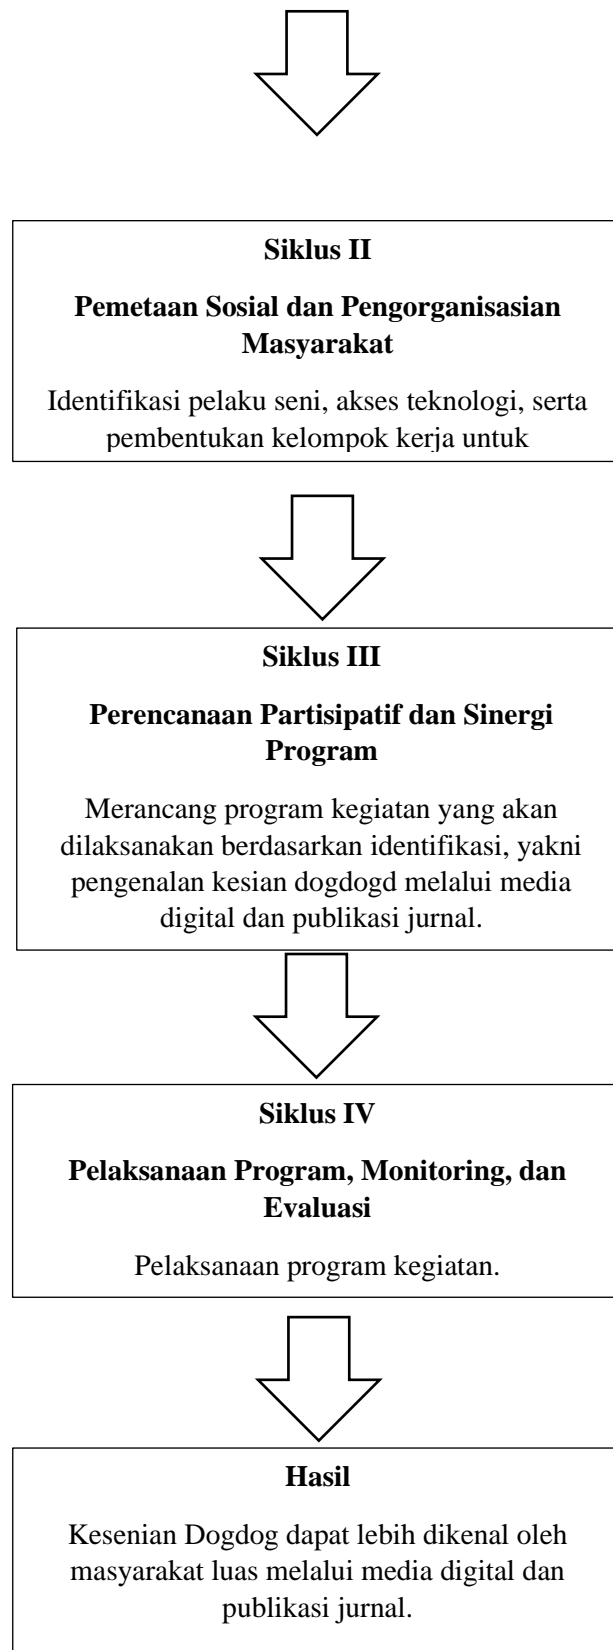 Siklus II
Pemetaan Sosial dan Pengorganisasian
Masyarakat
Identifikasi pelaku seni, akses teknologi, serta
pembentukan kelompok kerja untuk
Siklus III
Perencanaan Partisipatif dan Sinergi
Program
Merancang program kegiatan yang akan
dilaksanakan berdasarkan identifikasi, yakni
pengenalan kesian dogdogd melalui media
digital dan publikasi jurnal.
Siklus IV
Pelaksanaan Program, Monitoring, dan
Evaluasi
Pelaksanaan program kegiatan.
Hasil
Kesenian Dogdog dapat lebih dikenal oleh
masyarakat luas melalui media digital dan
publikasi jurnal.